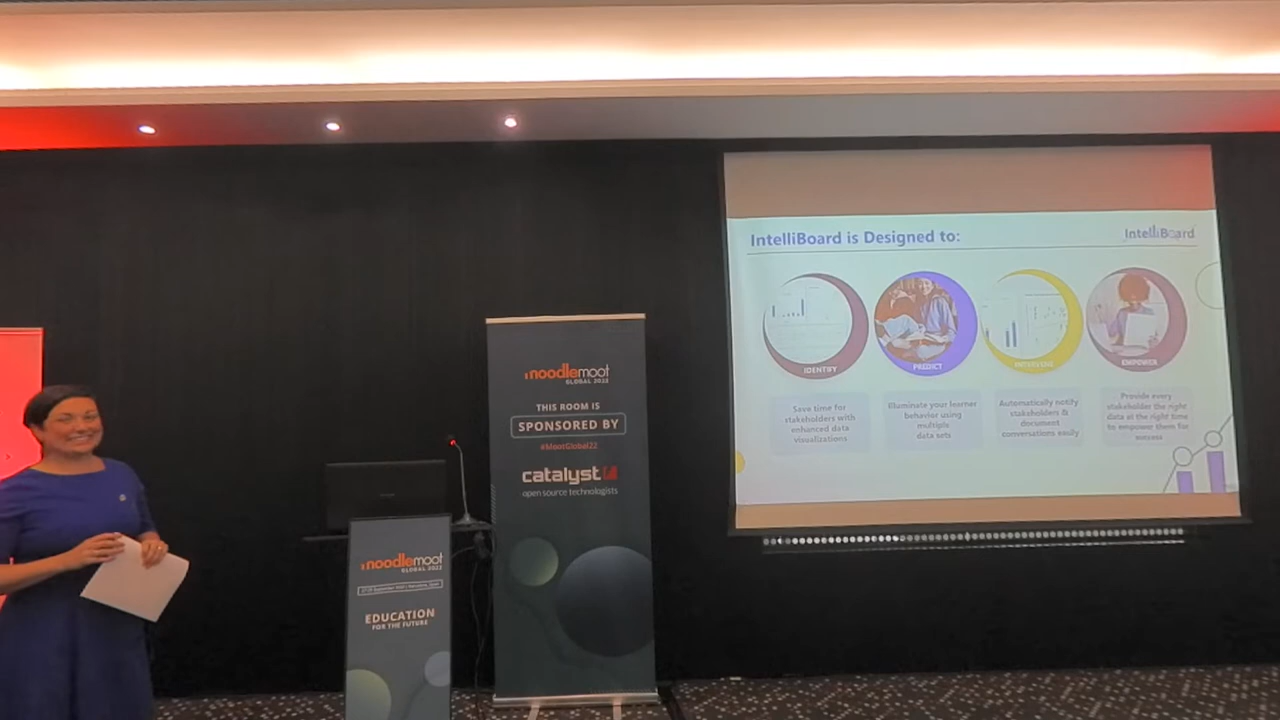 moodlemoot
GLOBAL 2022
EDUCATION
FOR THE FUTURE
moodlemoot
GLOBAL 2022
THIS ROOM IS
SPONSORED BY
#MootGlobal22
catalyst
open source technologists
IntelliBoard is Designed to:
IntelliBoard
IDENTIFY
PREDICT
INTERVENE
EMPOWER
Save time for
stakeholders with
enhanced data
visualizations
Illuminate your learner
behavior using
multiple
data sets
Automatically notify
stakeholders &
document
conversations easily
Provide every
stakeholder the right
data at the right time
to empower them for
success